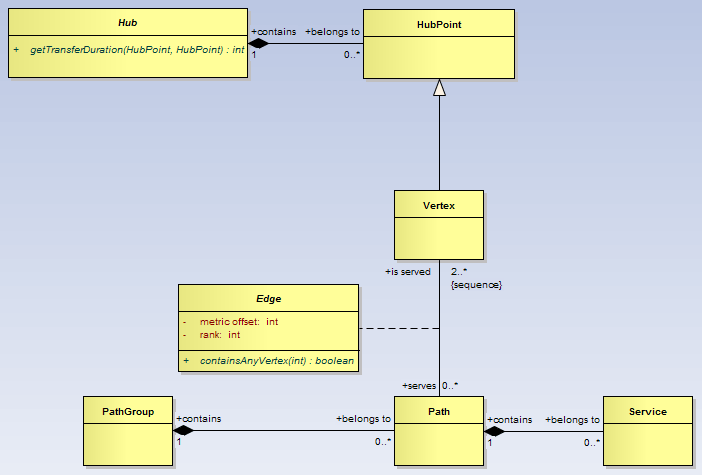 Hub
+ getTransferDuration(HubPoint, HubPoint) : int
+contains
+belongs to
1
0..*
HubPoint
Vertex
+is served
2..*
{sequence}
Edge
- metric offset: int
- rank: int
+ containsAnyVertex(int) : boolean
+serves
0..*
PathGroup
+contains
+belongs to
1
0..*
Path
+contains
+belongs to
1
0..*
Service